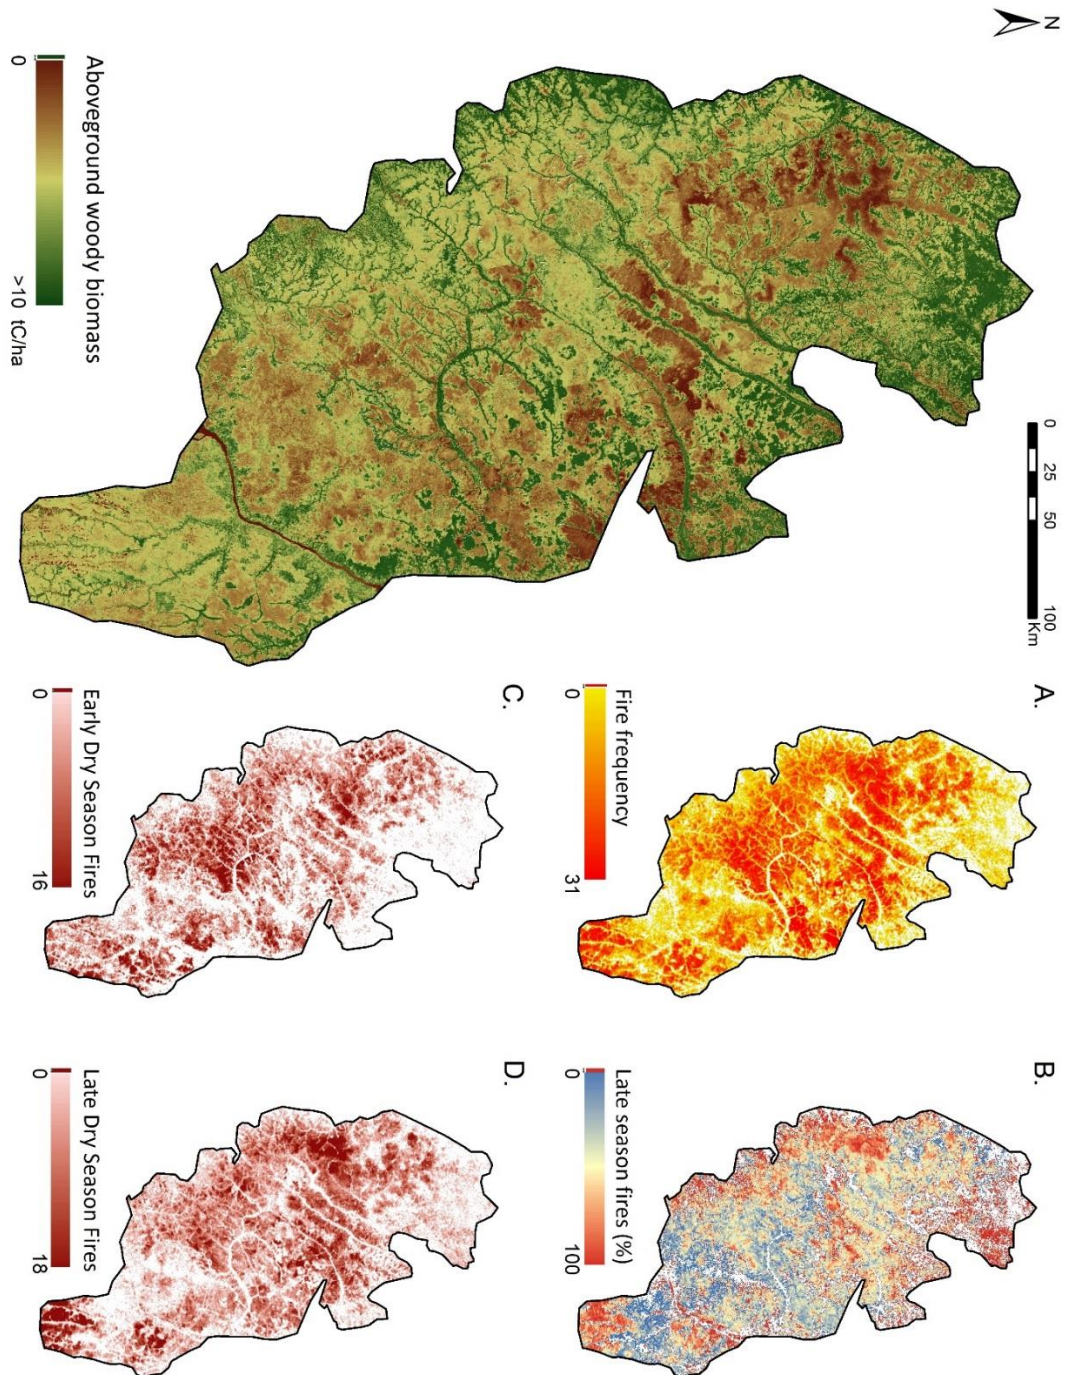 N
Aboveground woody biomass
0 >10 tC/ha
0 25 50 100
Km
A.
Fire frequency
0 31
B.
Late season fires (%)
0 100
C.
Early Dry Season Fires
0 16
D.
Late Dry Season Fires
0 18